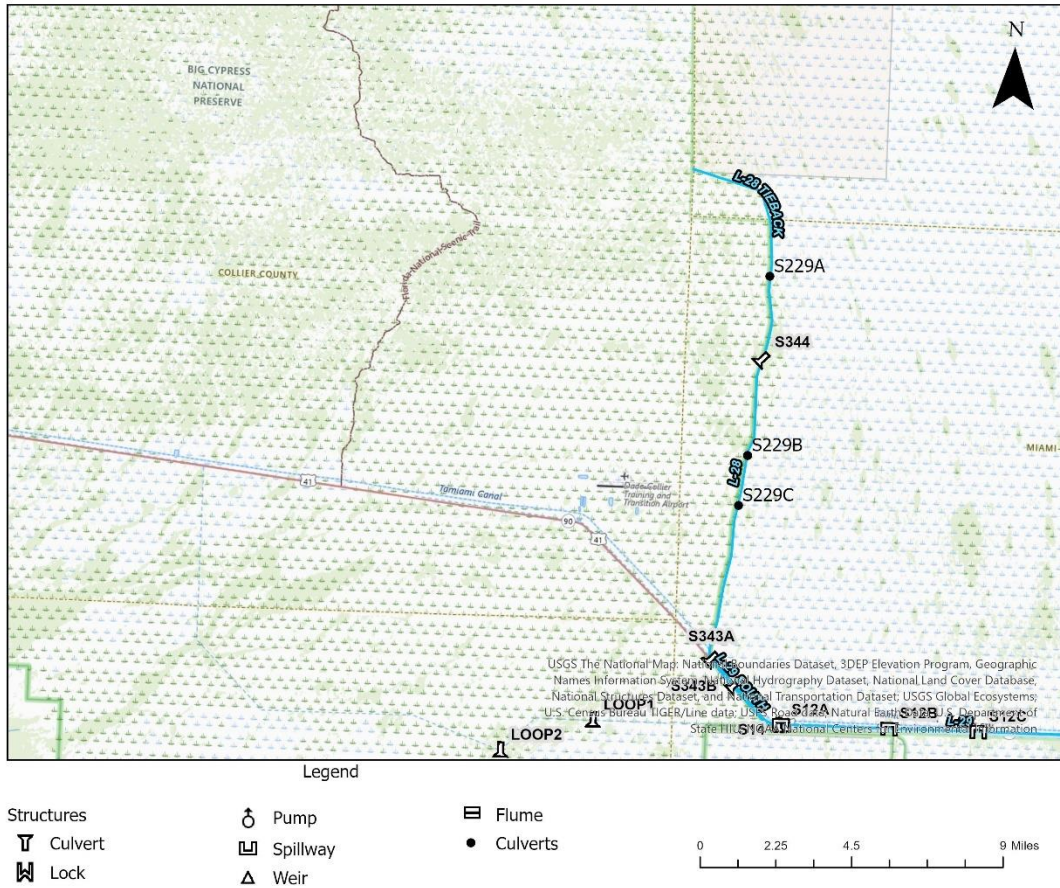 N
BIG CYPRESS
NATIONAL
PRESERVE
L-28 TIEBACK
Florida National Scenic Trail
S229A
COLLIER COUNTY
S344
S229B
MIAMI-
L-28
41
Tamiami Canal
Dade-Collier
Training and
Transition Airport
S229C
90
41
S343A
USGS The National Map: National Boundaries Dataset, 3DEP Elevation Program, Geographic
Names Information System, National Hydrography Dataset, National Land Cover Database,
National Structures Dataset, and National Transportation Dataset; USGS Global Ecosystems;
U.S. Census Bureau TIGER/Line data; Road data; Natural Earth U.S. Department of
State National Centers for Environmental Information
SOUTH
S343B
LOOP1
S12A
S12B
L-29
S12C
LOOP2
Legend
Structures
Culvert
Lock
Pump
Spillway
Weir
Flume
Culverts
0 2.25 4.5 9 Miles